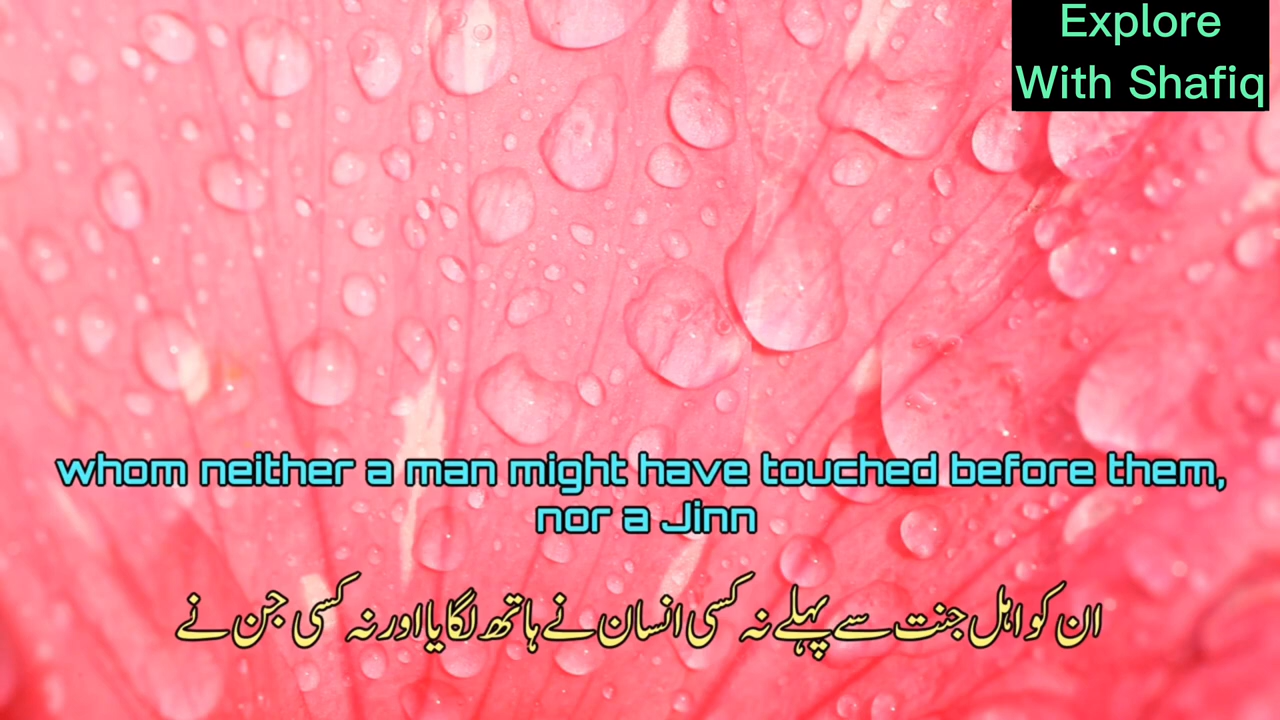 Explore
With Shafiq
whom neither a man might have touched before them,
nor a Jinn
ان کو اہل جنت سے پہلے نہ کسی انسان نے ہاتھ لگایا اور نہ کسی جن نے